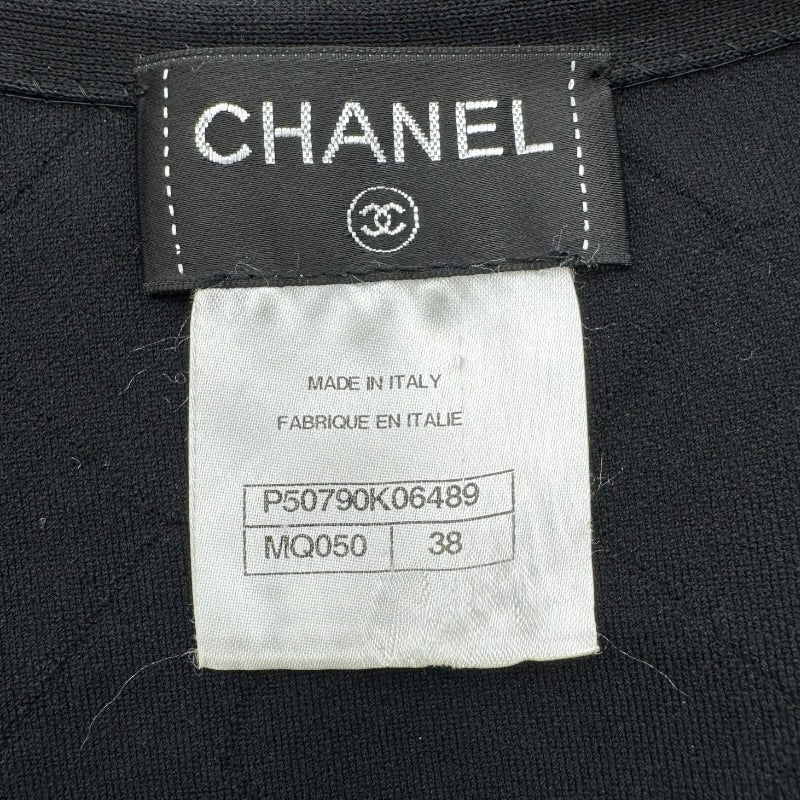 CHANEL
MADE IN ITALY
FABRIQUE EN ITALIE
P50790K06489
MQ050 38